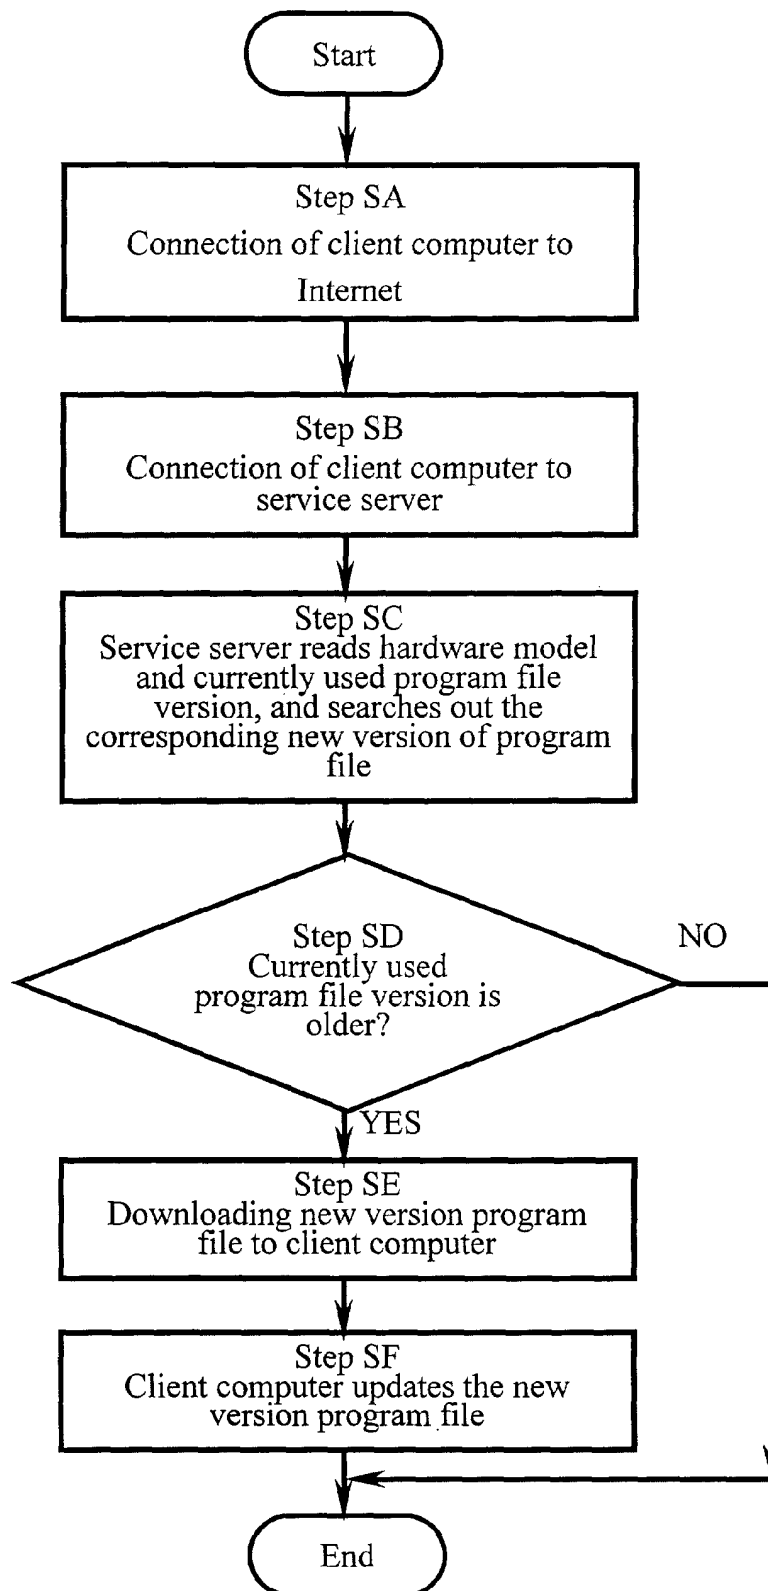 Start
Step SA
Connection of client computer to
Internet
Step SB
Connection of client computer to
service server
Step SC
Service server reads hardware model
and currently used program file
version, and searches out the
corresponding new version of program
file
Step SD
Currently used
program file version is
older?
NO
YES
Step SE
Downloading new version program
file to client computer
Step SF
Client computer updates the new
version program file
End